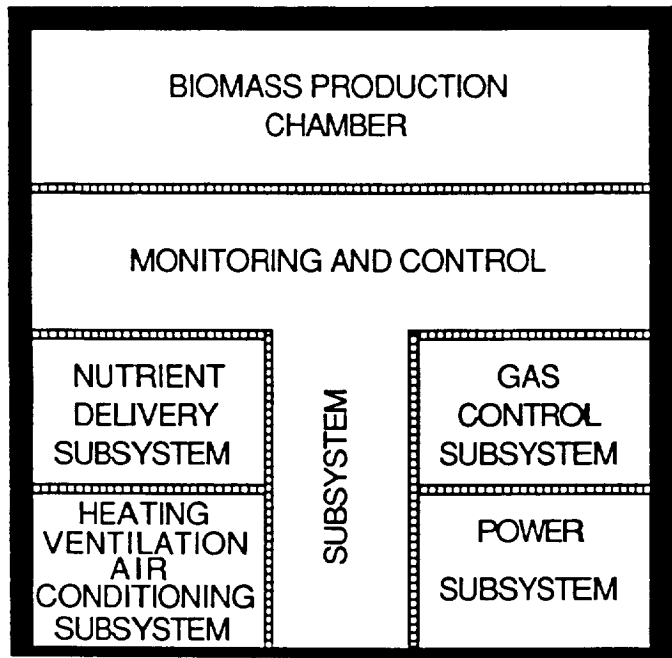 BIOMASS PRODUCTION
CHAMBER
MONITORING AND CONTROL
SUBSYSTEM
NUTRIENT
DELIVERY
SUBSYSTEM
GAS
CONTROL
SUBSYSTEM
HEATING
VENTILATION
AIR
CONDITIONING
SUBSYSTEM
POWER
SUBSYSTEM